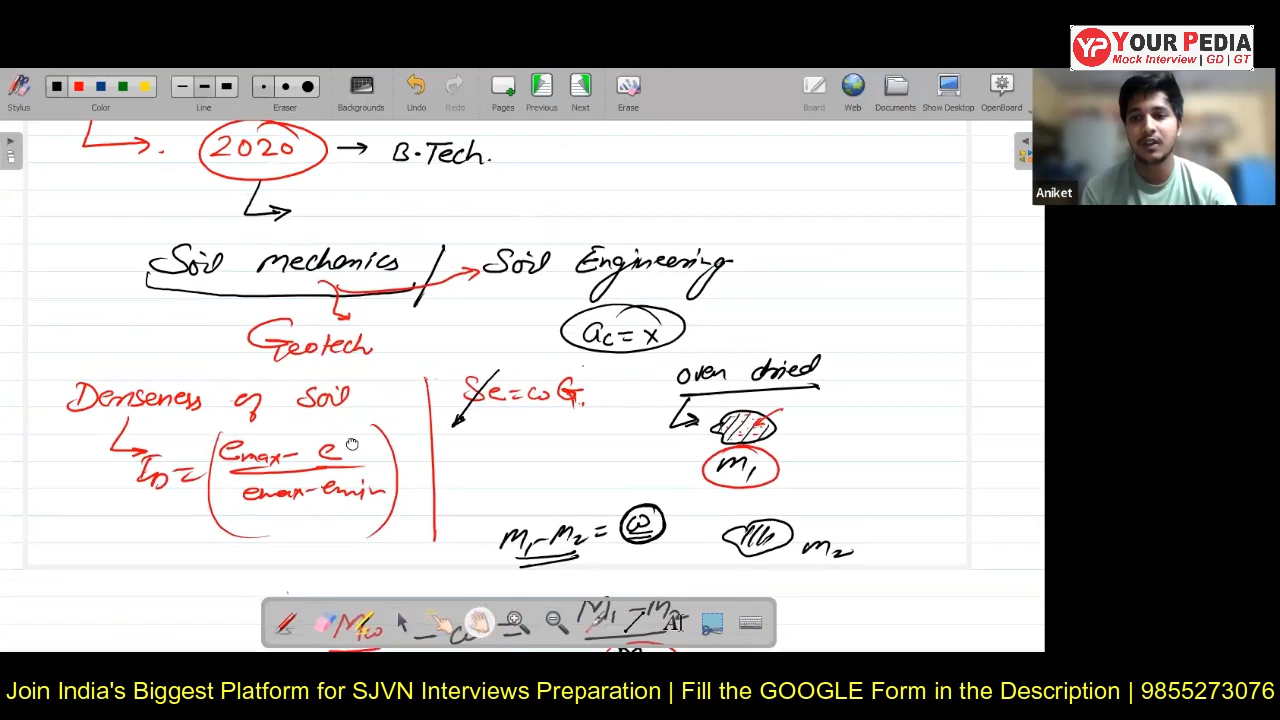 YP YOUR PEDIA
Mock Interview | GD | GT
Stylus Color Line Eraser Backgrounds Undo Redo Pages Previous Next Erase Board Web Documents Show Desktop OpenBoard
Aniket
2020 → B.Tech.
Soil mechanics / Soil Engineering
Geotech
ac = x
Denseness of Soil
ID = (emax - e / emax - emin)
Se = ωG.
oven dried
m1
m1 - m2 = ω
m2
Join India's Biggest Platform for SJVN Interviews Preparation | Fill the GOOGLE Form in the Description | 9855273076